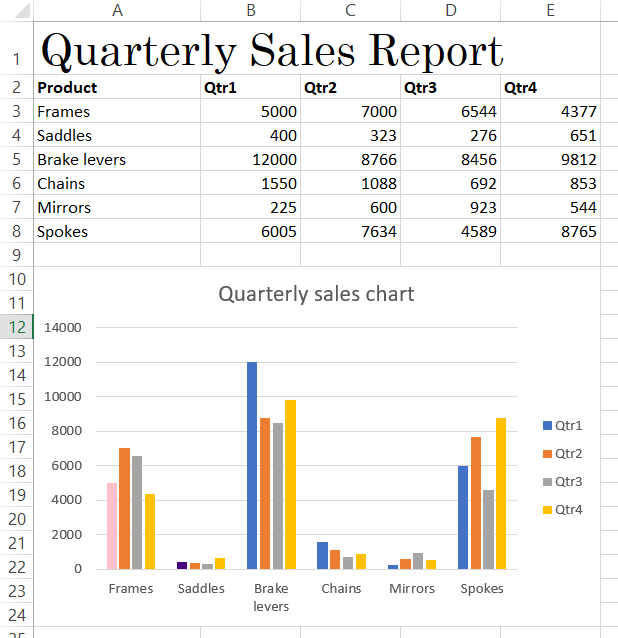 A B C D E
1 Quarterly Sales Report
2 Product Qtr1 Qtr2 Qtr3 Qtr4
3 Frames 5000 7000 6544 4377
4 Saddles 400 323 276 651
5 Brake levers 12000 8766 8456 9812
6 Chains 1550 1088 692 853
7 Mirrors 225 600 923 544
8 Spokes 6005 7634 4589 8765
9
10
11
12
13
14
15
16
17
18
19
20
21
22
23
24
25
Quarterly sales chart
14000
12000
10000
8000
6000
4000
2000
0
Frames Saddles Brake levers Chains Mirrors Spokes
Qtr1
Qtr2
Qtr3
Qtr4